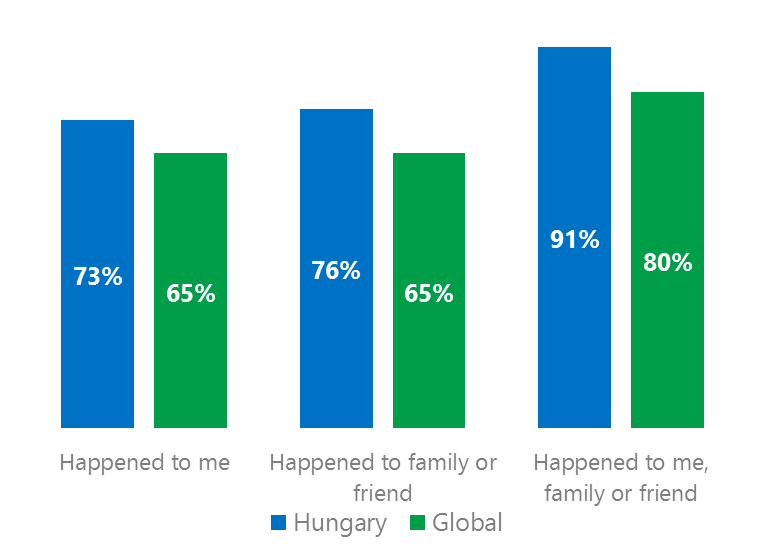 91%
80%
76%
73%
65%
65%
Happened to me
Happened to family or
friend
Happened to me,
family or friend
Hungary
Global